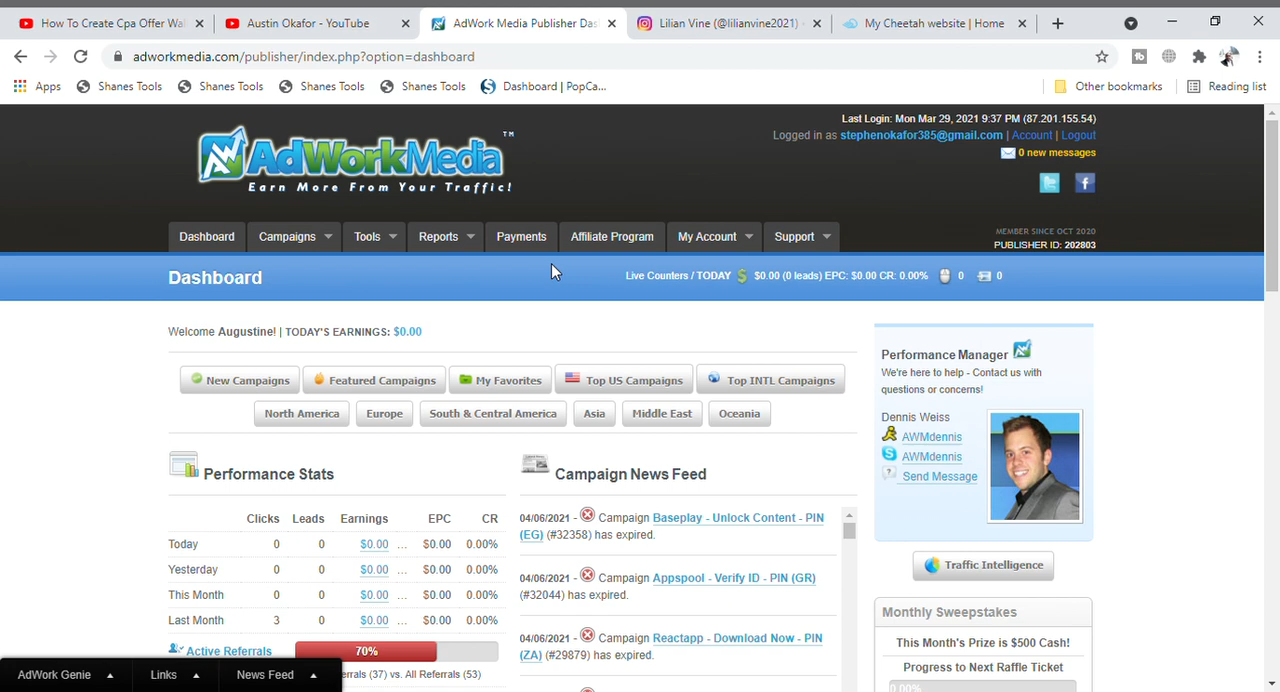 How To Create Cpa Offer Wal
Austin Okafor - YouTube
AdWork Media Publisher Das
Lilian Vine (@lilianvine2021)
My Cheetah website | Home
adworkmedia.com/publisher/index.php?option=dashboard
Apps
Shanes Tools
Shanes Tools
Shanes Tools
Shanes Tools
Dashboard | PopCa...
Other bookmarks
Reading list
AdWorkMedia TM
Earn More From Your Traffic!
Last Login: Mon Mar 29, 2021 9:37 PM (87.201.155.54)
Logged in as stephenokafor385@gmail.com | Account | Logout
0 new messages
Dashboard
Campaigns
Tools
Reports
Payments
Affiliate Program
My Account
Support
MEMBER SINCE OCT 2020
PUBLISHER ID: 202803
Dashboard
Live Counters / TODAY $ $0.00 (0 leads) EPC: $0.00 CR: 0.00% 0 0
Welcome Augustine! | TODAY'S EARNINGS: $0.00
New Campaigns
Featured Campaigns
My Favorites
Top US Campaigns
Top INTL Campaigns
North America
Europe
South & Central America
Asia
Middle East
Oceania
Performance Stats
Clicks Leads Earnings EPC CR
Today 0 0 $0.00 ... $0.00 0.00%
Yesterday 0 0 $0.00 ... $0.00 0.00%
This Month 0 0 $0.00 ... $0.00 0.00%
Last Month 3 0 $0.00 ... $0.00 0.00%
Active Referrals 70%
errals (37) vs. All Referrals (53)
Campaign News Feed
04/06/2021 - Campaign Baseplay - Unlock Content - PIN
(EG) (#32358) has expired.
04/06/2021 - Campaign Appspool - Verify ID - PIN (GR)
(#32044) has expired.
04/06/2021 - Campaign Reactapp - Download Now - PIN
(ZA) (#29879) has expired.
Performance Manager
We're here to help - Contact us with
questions or concerns!
Dennis Weiss
AWMdennis
AWMdennis
Send Message
Traffic Intelligence
Monthly Sweepstakes
This Month's Prize is $500 Cash!
Progress to Next Raffle Ticket
0.00%
AdWork Genie
Links
News Feed